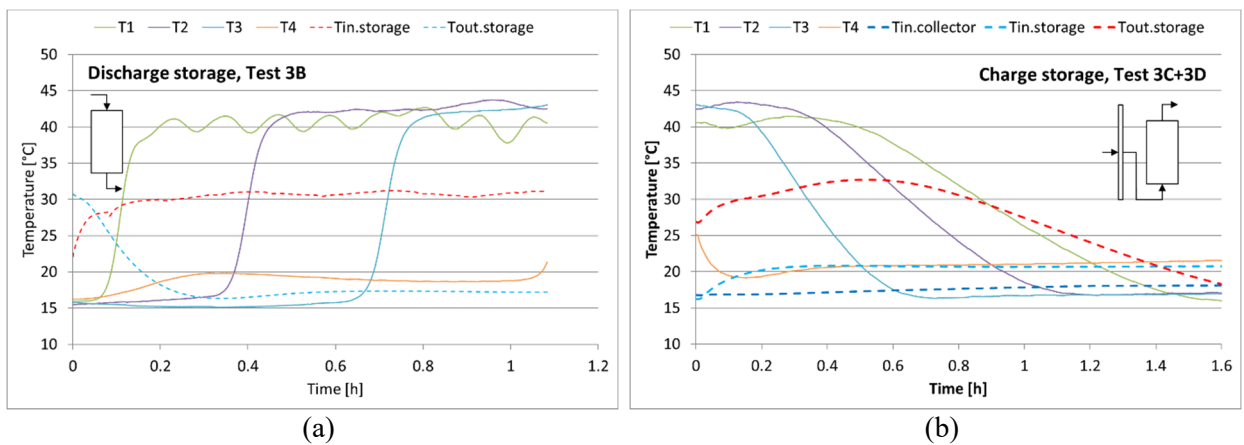 T1 T2 T3 T4 Tin.storage Tout.storage
Discharge storage, Test 3B
Temperature [°C]
50
45
40
35
30
25
20
15
10
0 0.2 0.4 0.6 0.8 1 1.2
Time [h]
(a)
T1 T2 T3 T4 Tin.collector Tin.storage Tout.storage
Charge storage, Test 3C+3D
Temperature [°C]
50
45
40
35
30
25
20
15
10
0 0.2 0.4 0.6 0.8 1 1.2 1.4 1.6
Time [h]
(b)